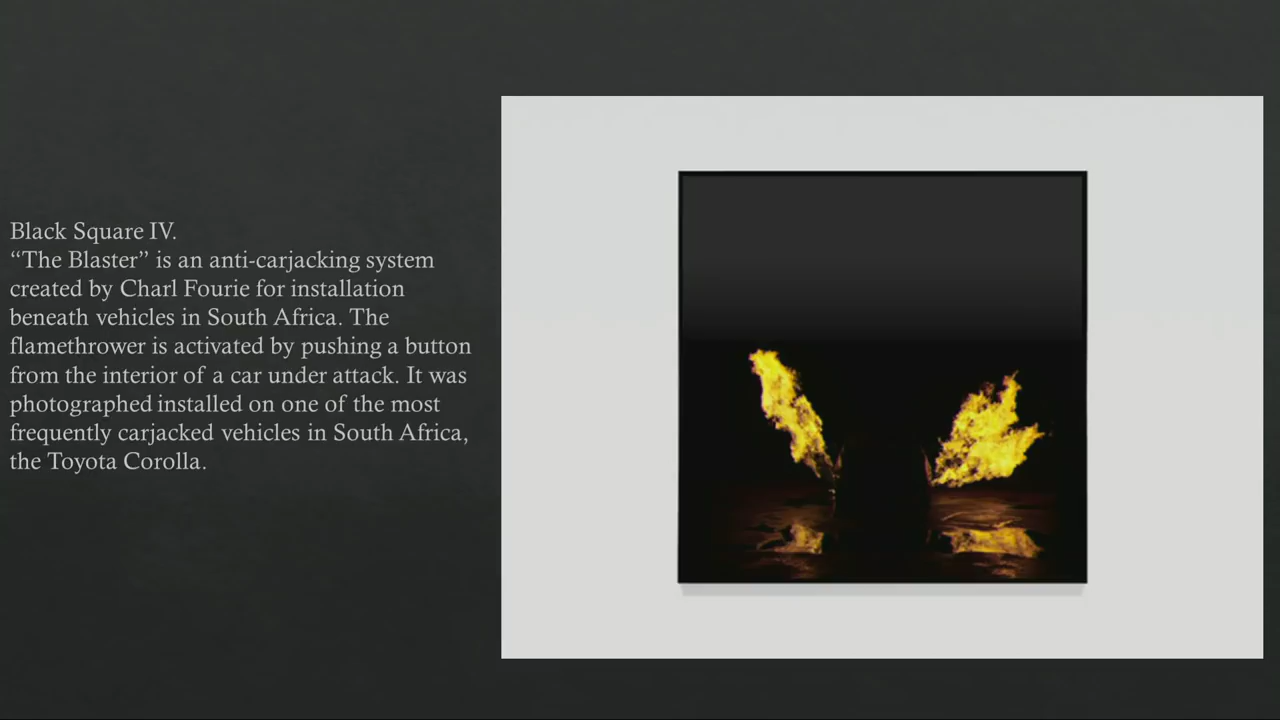 Black Square IV.
“The Blaster” is an anti-carjacking system
created by Charl Fourie for installation
beneath vehicles in South Africa. The
flamethrower is activated by pushing a button
from the interior of a car under attack. It was
photographed installed on one of the most
frequently carjacked vehicles in South Africa,
the Toyota Corolla.